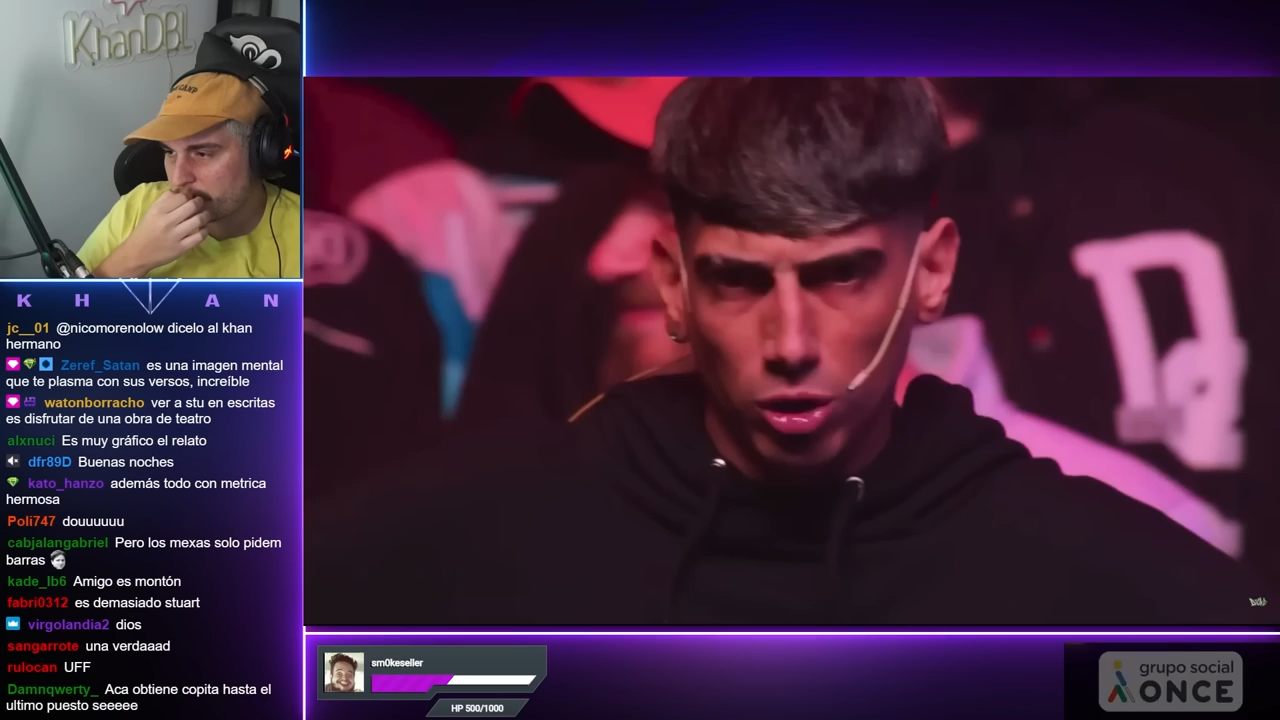 KhanDBL
K H A N
jc__01 @nicomorenolow dicelo al khan
hermano
Zeref_Satan es una imagen mental
que te plasma con sus versos, increíble
watonborracho ver a stu en escritas
es disfrutar de una obra de teatro
alxnuci Es muy gráfico el relato
dfr89D Buenas noches
kato_hanzo además todo con metrica
hermosa
Poli747 douuuuuu
cabjalangabriel Pero los mexas solo pidem
barras
kade_lb6 Amigo es montón
fabri0312 es demasiado stuart
virgolandia2 dios
sangarrote una verdaaad
rulocan UFF
Damnqwerty_ Aca obtiene copita hasta el
ultimo puesto seeeee
sm0keseller
HP 500/1000
grupo social
ONCE